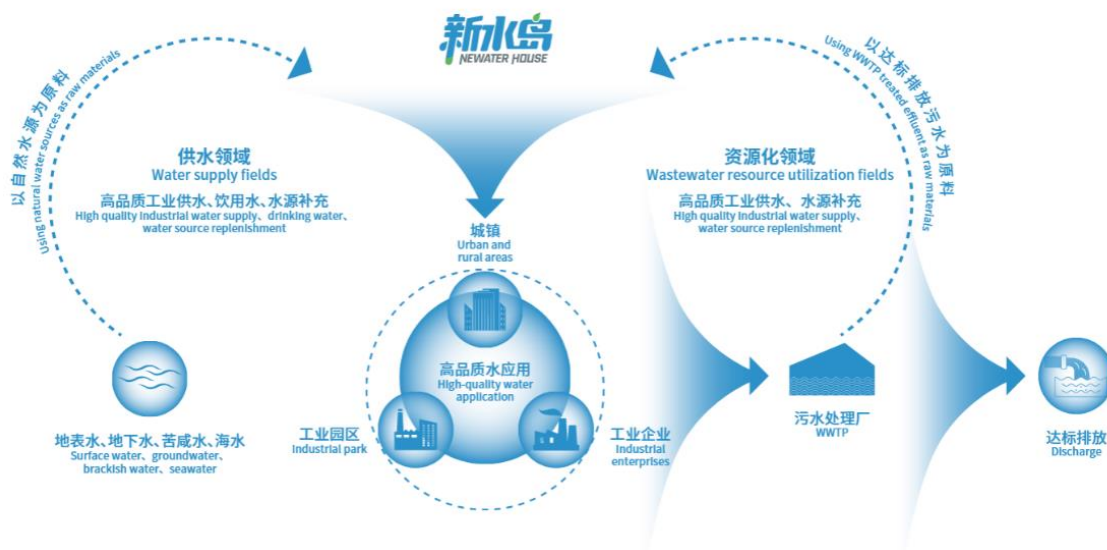 新水岛
NEWATER HOUSE
以自然水源为原料
Using natural water sources as raw materials
以达标排放污水为原料
Using WWTP treated effluent as raw materials
供水领域
Water supply fields
高品质工业供水、饮用水、水源补充
High quality industrial water supply、drinking water、
water source replenishment
资源化领域
Wastewater resource utilization fields
高品质工业供水、水源补充
High quality industrial water supply、
water source replenishment
城镇
Urban and
rural areas
高品质水应用
High-quality water
application
工业园区
Industrial park
工业企业
Industrial
enterprises
地表水、地下水、苦咸水、海水
Surface water、groundwater、
brackish water、seawater
污水处理厂
WWTP
达标排放
Discharge